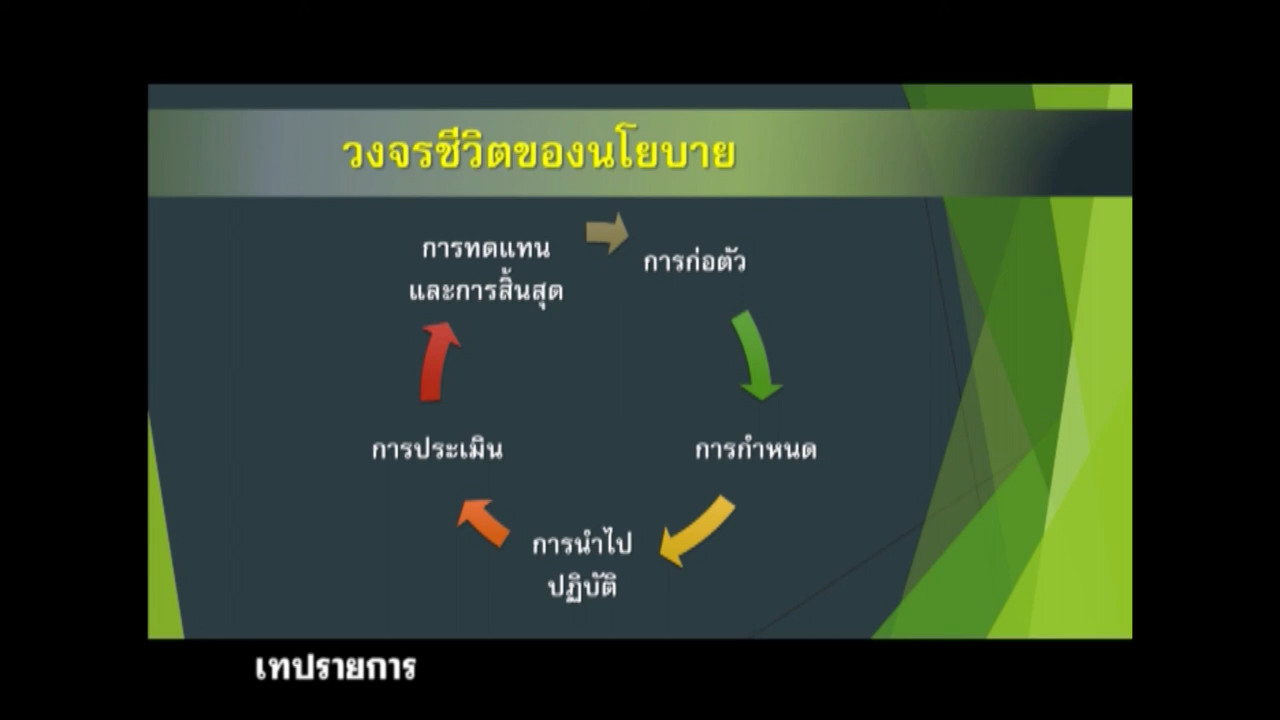 วงจรชีวิตของนโยบาย
การทดแทน
และการสิ้นสุด
การก่อตัว
การประเมิน
การกำหนด
การนำไป
ปฏิบัติ
เทปรายการ